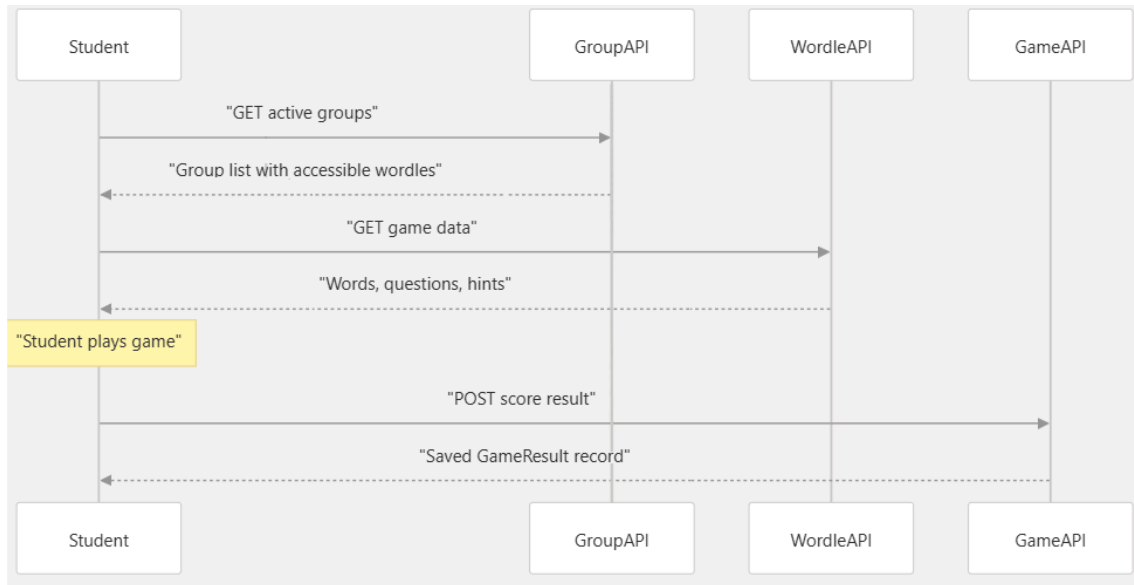 Student GroupAPI WordleAPI GameAPI
"GET active groups"
"Group list with accessible wordles"
"GET game data"
"Words, questions, hints"
"Student plays game"
"POST score result"
"Saved GameResult record"
Student GroupAPI WordleAPI GameAPI